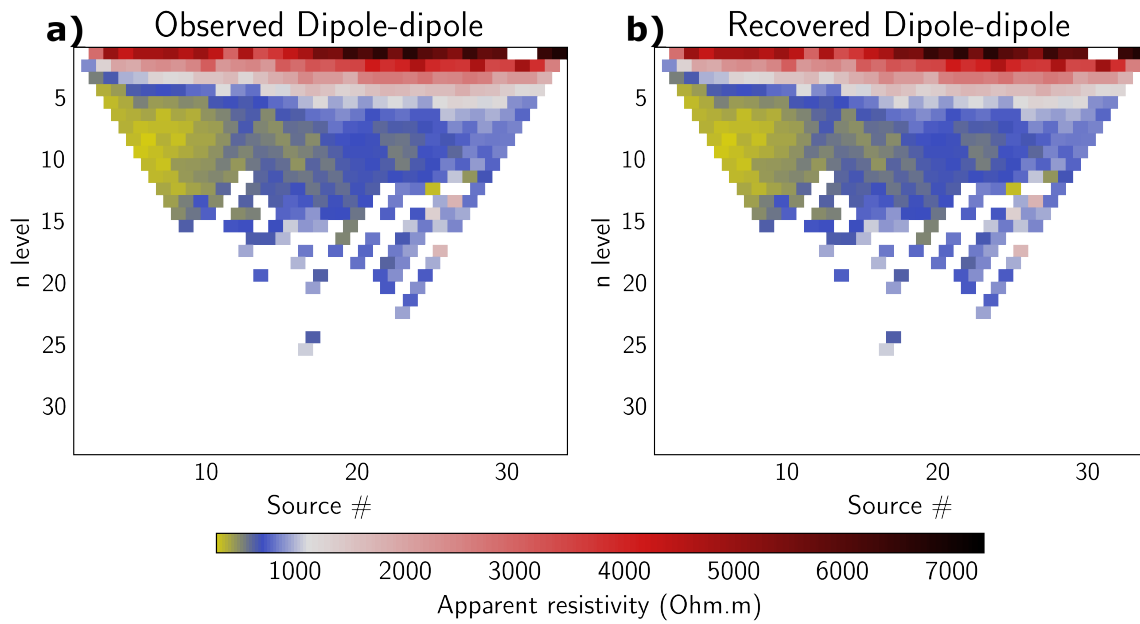 a) Observed Dipole-dipole
b) Recovered Dipole-dipole
n level
5
10
15
20
25
30
10 20 30
Source #
n level
5
10
15
20
25
30
10 20 30
Source #
1000 2000 3000 4000 5000 6000 7000
Apparent resistivity (Ohm.m)